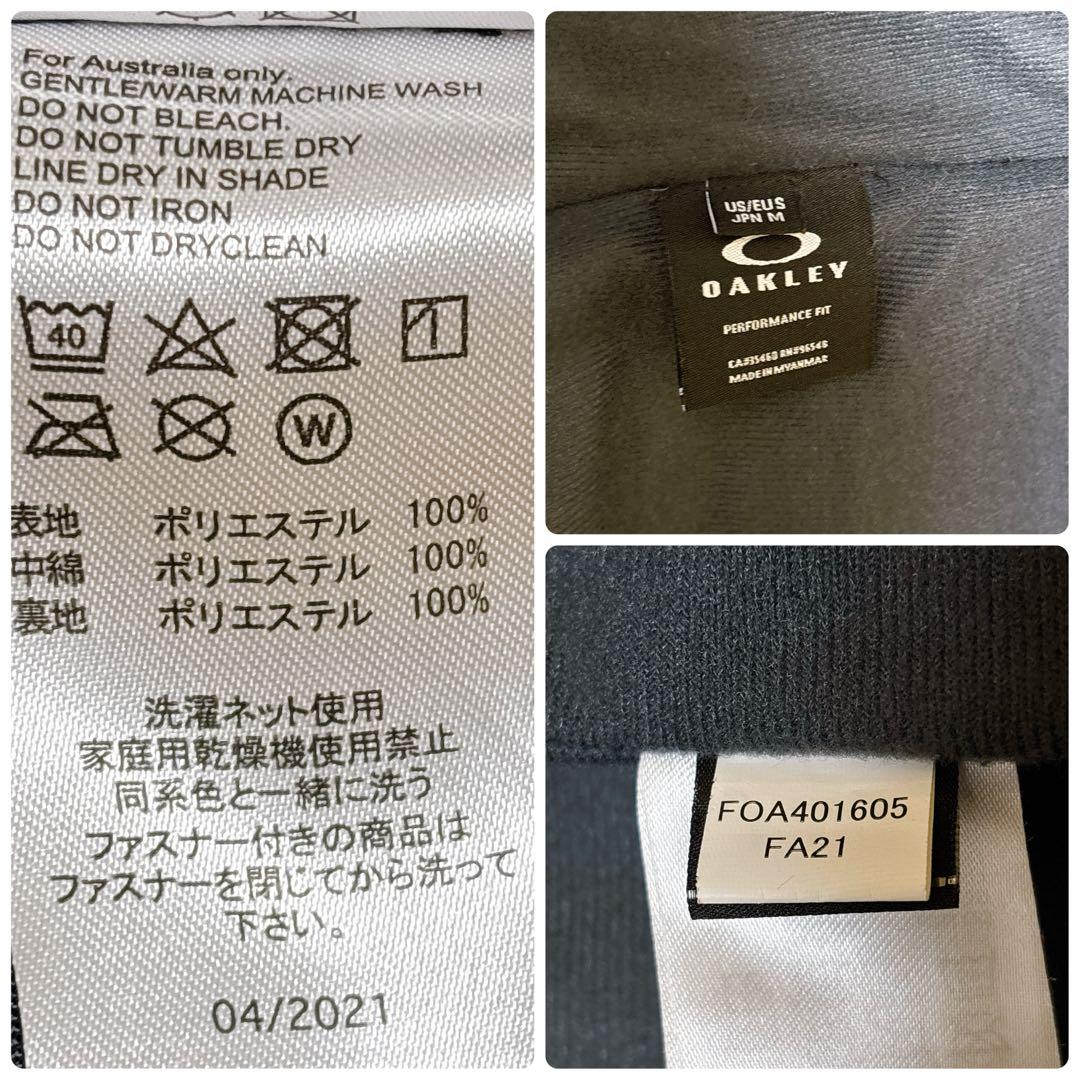 For Australia only.
GENTLE/WARM MACHINE WASH
DO NOT BLEACH.
DO NOT TUMBLE DRY
LINE DRY IN SHADE
DO NOT IRON
DO NOT DRYCLEAN
40
W
表地 ポリエステル 100%
中綿 ポリエステル 100%
裏地 ポリエステル 100%
洗濯ネット使用
家庭用乾燥機使用禁止
同系色と一緒に洗う
ファスナー付きの商品は
ファスナーを閉じてから洗って
下さい。
04/2021
US/EU S
JPN M
OAKLEY
PERFORMANCE FIT
CA#35460 RN#96548
MADE IN MYANMAR
FOA401605
FA21